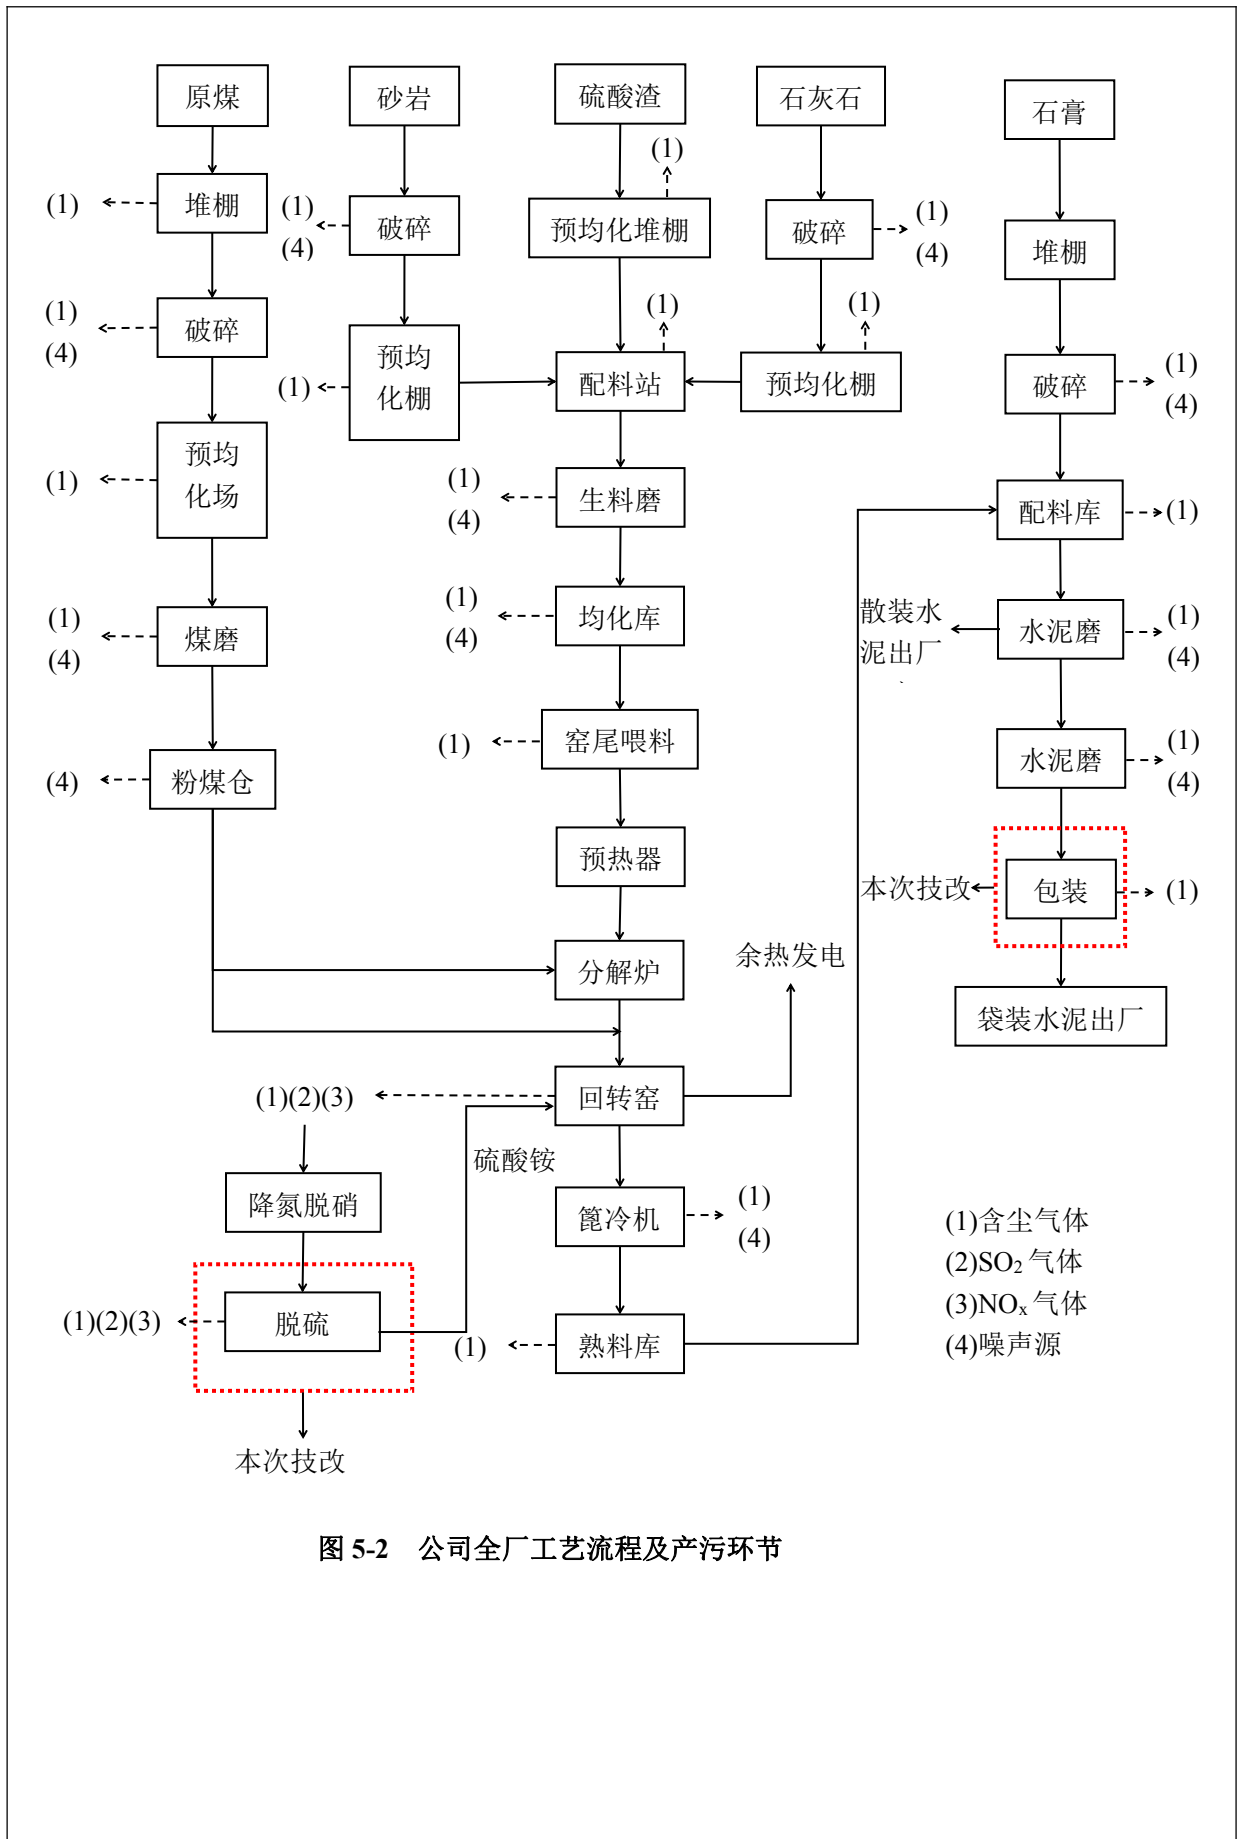 原煤
砂岩
硫酸渣
石灰石
石膏
(1)
堆棚
(1)
(4)
破碎
预均化堆棚
(1)
破碎
(1)
(4)
堆棚
(1)
(4)
破碎
(1)
预均
化棚
(1)
配料站
(1)
预均化棚
破碎
(1)
(4)
(1)
预均
化场
(1)
(4)
生料磨
配料库
(1)
(1)
(4)
煤磨
(1)
(4)
均化库
散装水
泥出厂
水泥磨
(1)
(4)
(4)
粉煤仓
(1)
窑尾喂料
水泥磨
(1)
(4)
预热器
本次技改
包装
(1)
分解炉
余热发电
袋装水泥出厂
(1)(2)(3)
回转窑
硫酸铵
降氮脱硝
篦冷机
(1)
(4)
(1)(2)(3)
脱硫
(1)
熟料库
(1)含尘气体
(2)SO₂气体
(3)NOₓ气体
(4)噪声源
本次技改
图 5-2 公司全厂工艺流程及产污环节